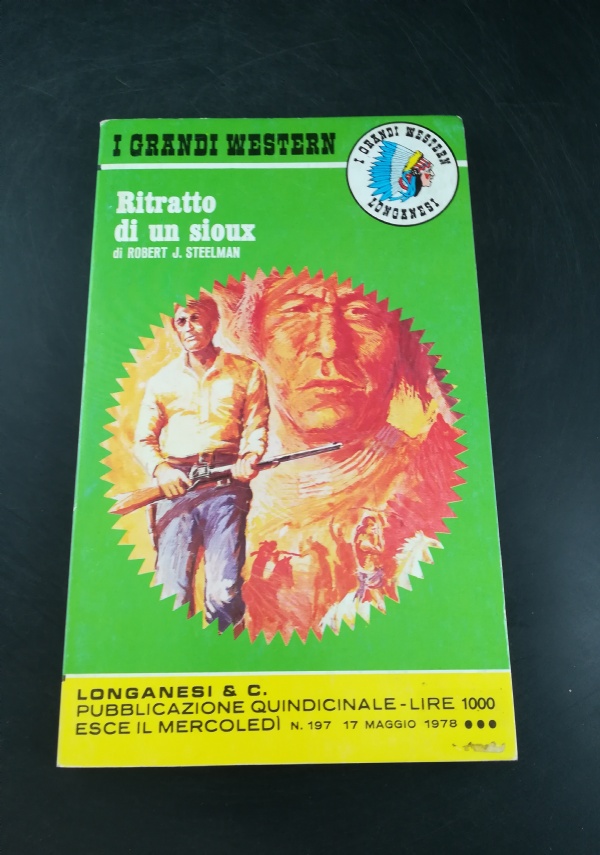 I GRANDI WESTERN
I GRANDI WESTERN
LONGANESI
Ritratto
di un sioux
di ROBERT J. STEELMAN
LONGANESI & C.
PUBBLICAZIONE QUINDICINALE - LIRE 1000
ESCE IL MERCOLEDÌ N. 197 17 MAGGIO 1978